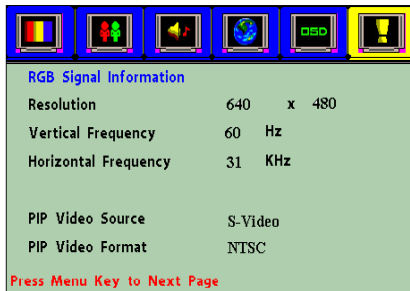 OSD
RGB Signal Information
Resolution 640 x 480
Vertical Frequency 60 Hz
Horizontal Frequency 31 KHz
PIP Video Source S-Video
PIP Video Format NTSC
Press Menu Key to Next Page